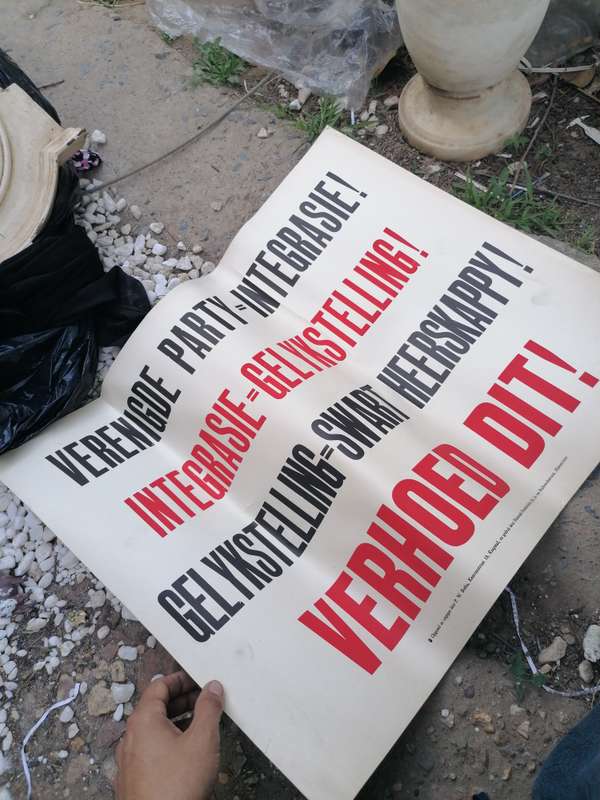 VERENIGDE PARTY=INTEGRASIE!
INTEGRASIE=GELYKSTELLING!
GELYKSTELLING=SWART HEERSKAPPY!
VERHOED DIT!